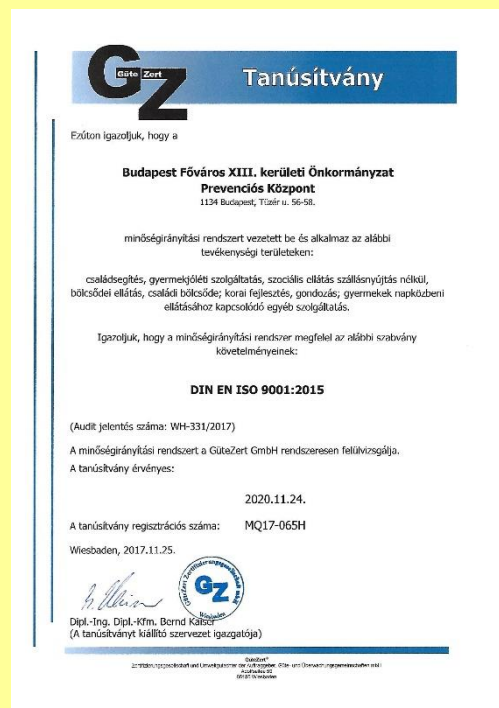 Güte Zert
GZ
Tanúsítvány
Ezúton igazoljuk, hogy a
Budapest Főváros XIII. kerületi Önkormányzat
Prevenciós Központ
1134 Budapest, Tüzér u. 56-58.
minőségirányítási rendszert vezetett be és alkalmaz az alábbi
tevékenységi területeken:
családsegítés, gyermekjóléti szolgáltatás, szociális ellátás szállásnyújtás nélkül,
bölcsődei ellátás, családi bölcsőde; korai fejlesztés, gondozás; gyermekek napközbeni
ellátásához kapcsolódó egyéb szolgáltatás.
Igazoljuk, hogy a minőségirányítási rendszer megfelel az alábbi szabvány
követelményeinek:
DIN EN ISO 9001:2015
(Audit jelentés száma: WH-331/2017)
A minőségirányítási rendszert a GüteZert GmbH rendszeresen felülvizsgálja.
A tanúsítvány érvényes:
2020.11.24.
A tanúsítvány regisztrációs száma: MQ17-065H
Wiesbaden, 2017.11.25.
GZ
Wiesbaden
Dipl.-Ing. Dipl.-Kfm. Bernd Kaiser
(A tanúsítványt kiállító szervezet igazgatója)
GüteZert